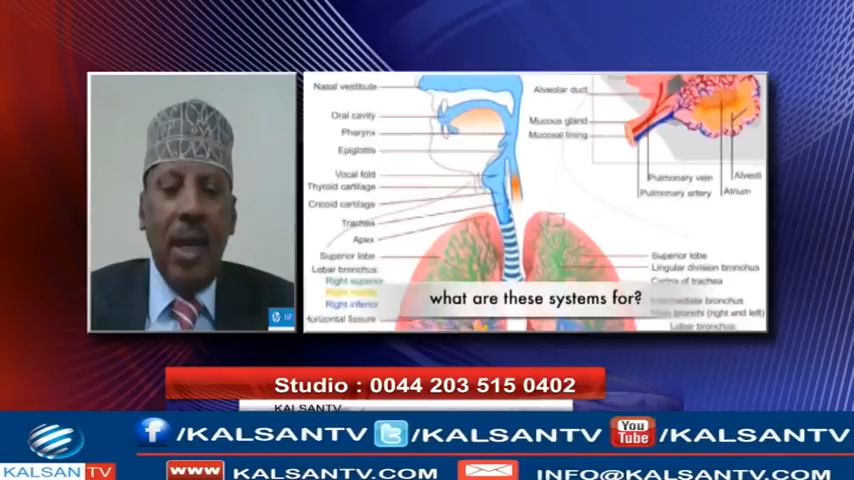 Nasal vestibule
Oral cavity
Pharynx
Epiglottis
Vocal fold
Thyroid cartilage
Cricoid cartilage
Trachea
Apex
Superior lobe
Lobar bronchus:
Right superior
Right middle
Right inferior
Horizontal fissure
Alveolar duct
Mucous gland
Mucosal lining
Pulmonary vein
Pulmonary artery
Alveoli
Atrium
Superior lobe
Lingular division bronchus
Carina of trachea
Intermediate bronchus
Main bronchi (right and left)
Lobar bronchus:
what are these systems for?
hp HP
Studio : 0044 203 515 0402
KALSANTV
KALSAN TV
/KALSANTV
/KALSANTV
You Tube /KALSANTV
www KALSANTV.COM
INFO@KALSANTV.COM